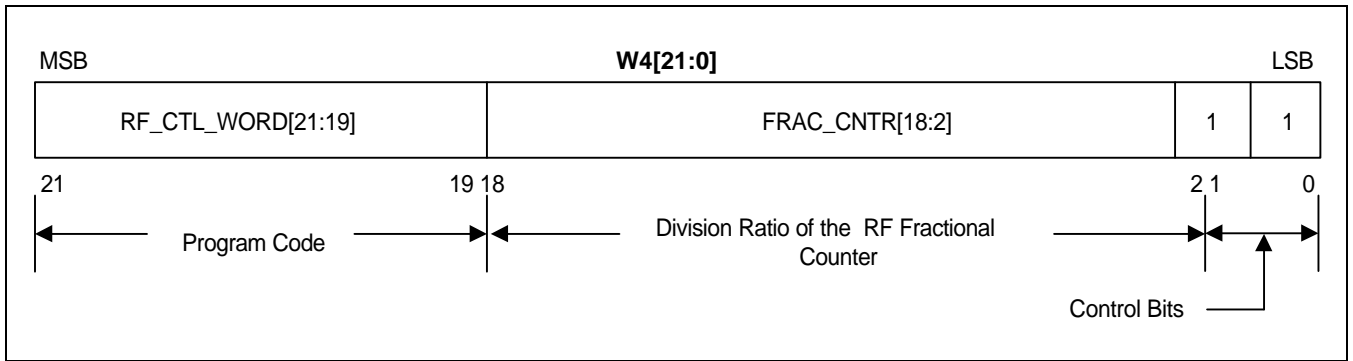 MSB W4[21:0] LSB
RF_CTL_WORD[21:19] FRAC_CNTR[18:2] 1 1
21 19 18 2 1 0
Program Code
Division Ratio of the RF Fractional
Counter
Control Bits